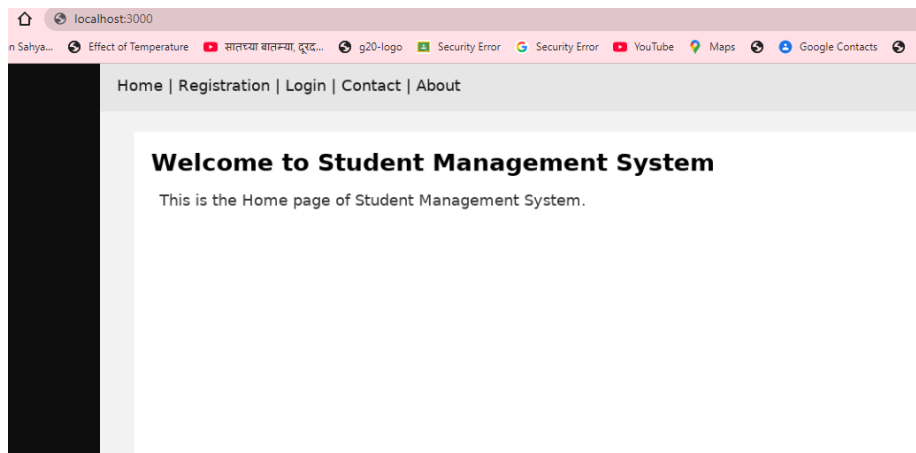 localhost:3000
n Sahya... Effect of Temperature सातच्या बातम्या, दूरद... g20-logo Security Error Security Error YouTube Maps Google Contacts
Home | Registration | Login | Contact | About
Welcome to Student Management System
This is the Home page of Student Management System.